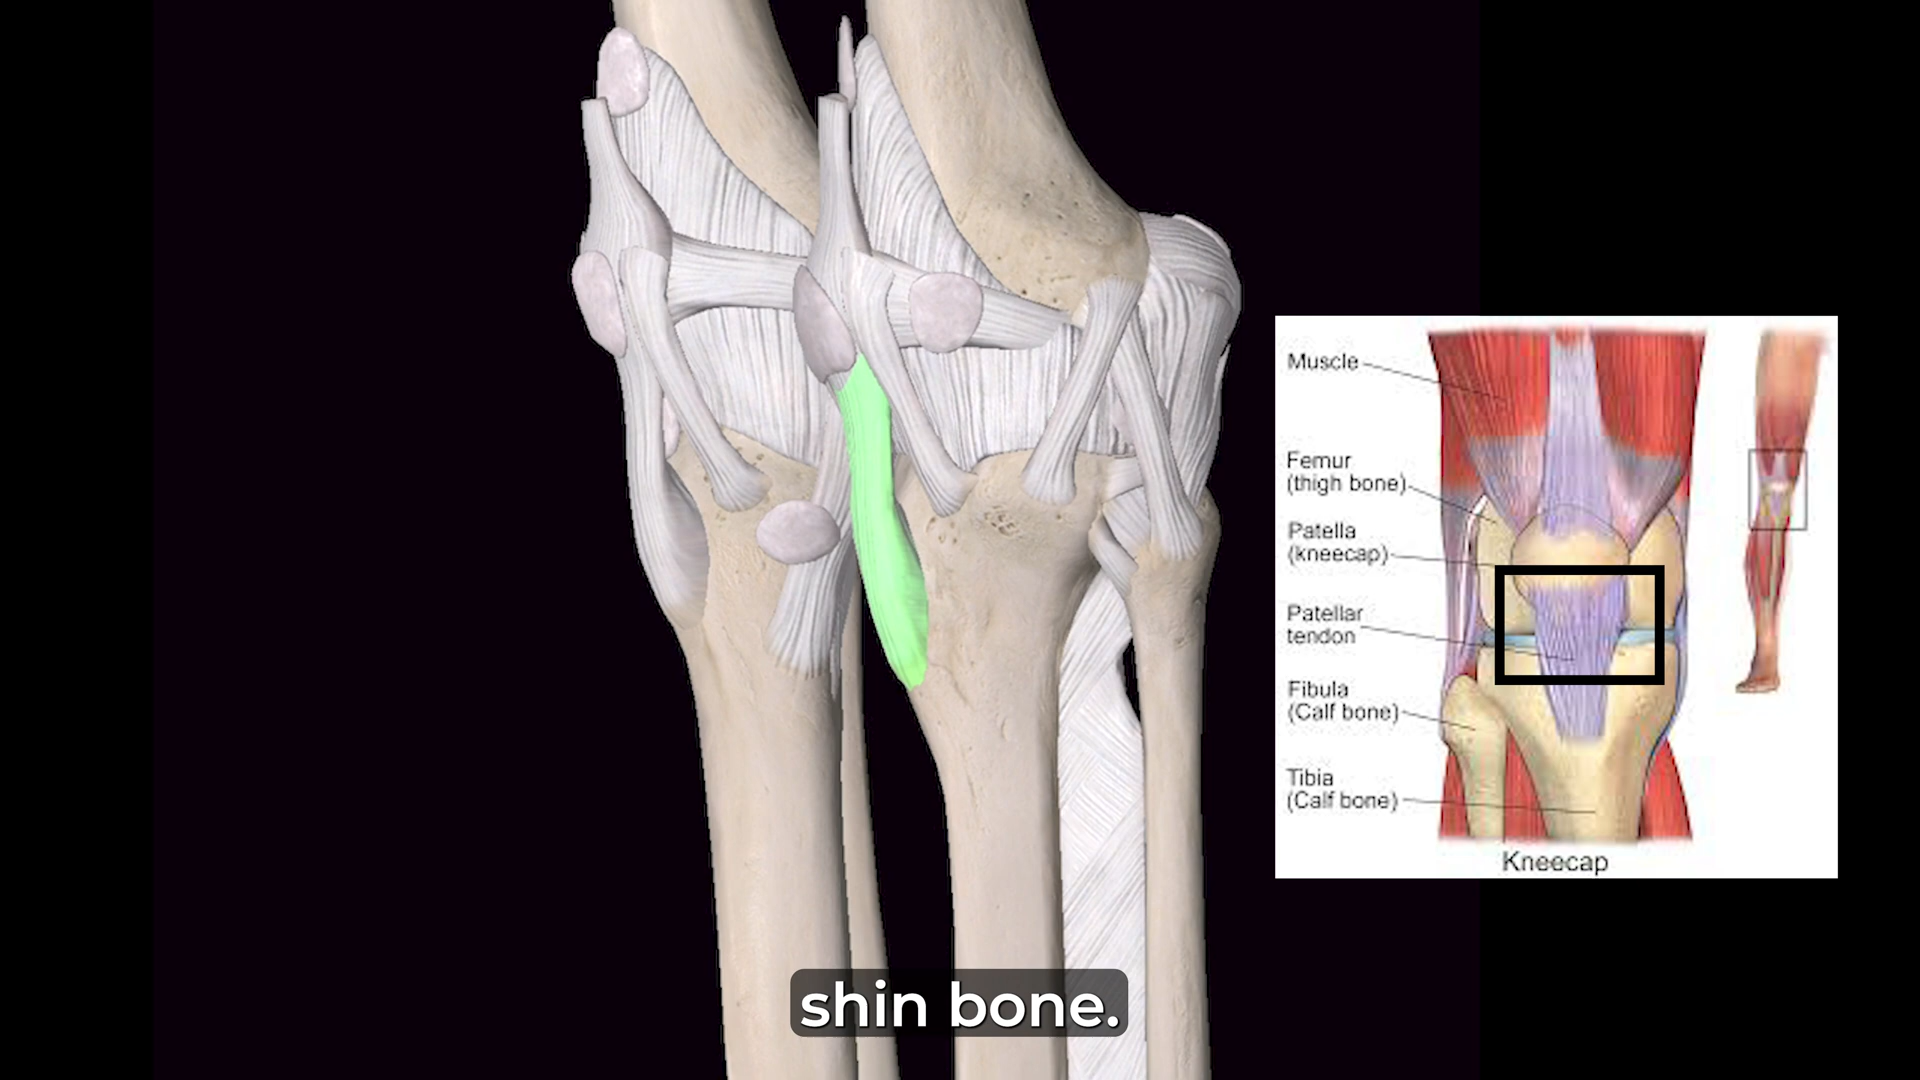 Muscle
Femur
(thigh bone)
Patella
(kneecap)
Patellar
tendon
Fibula
(Calf bone)
Tibia
(Calf bone)
Kneecap
shin bone.